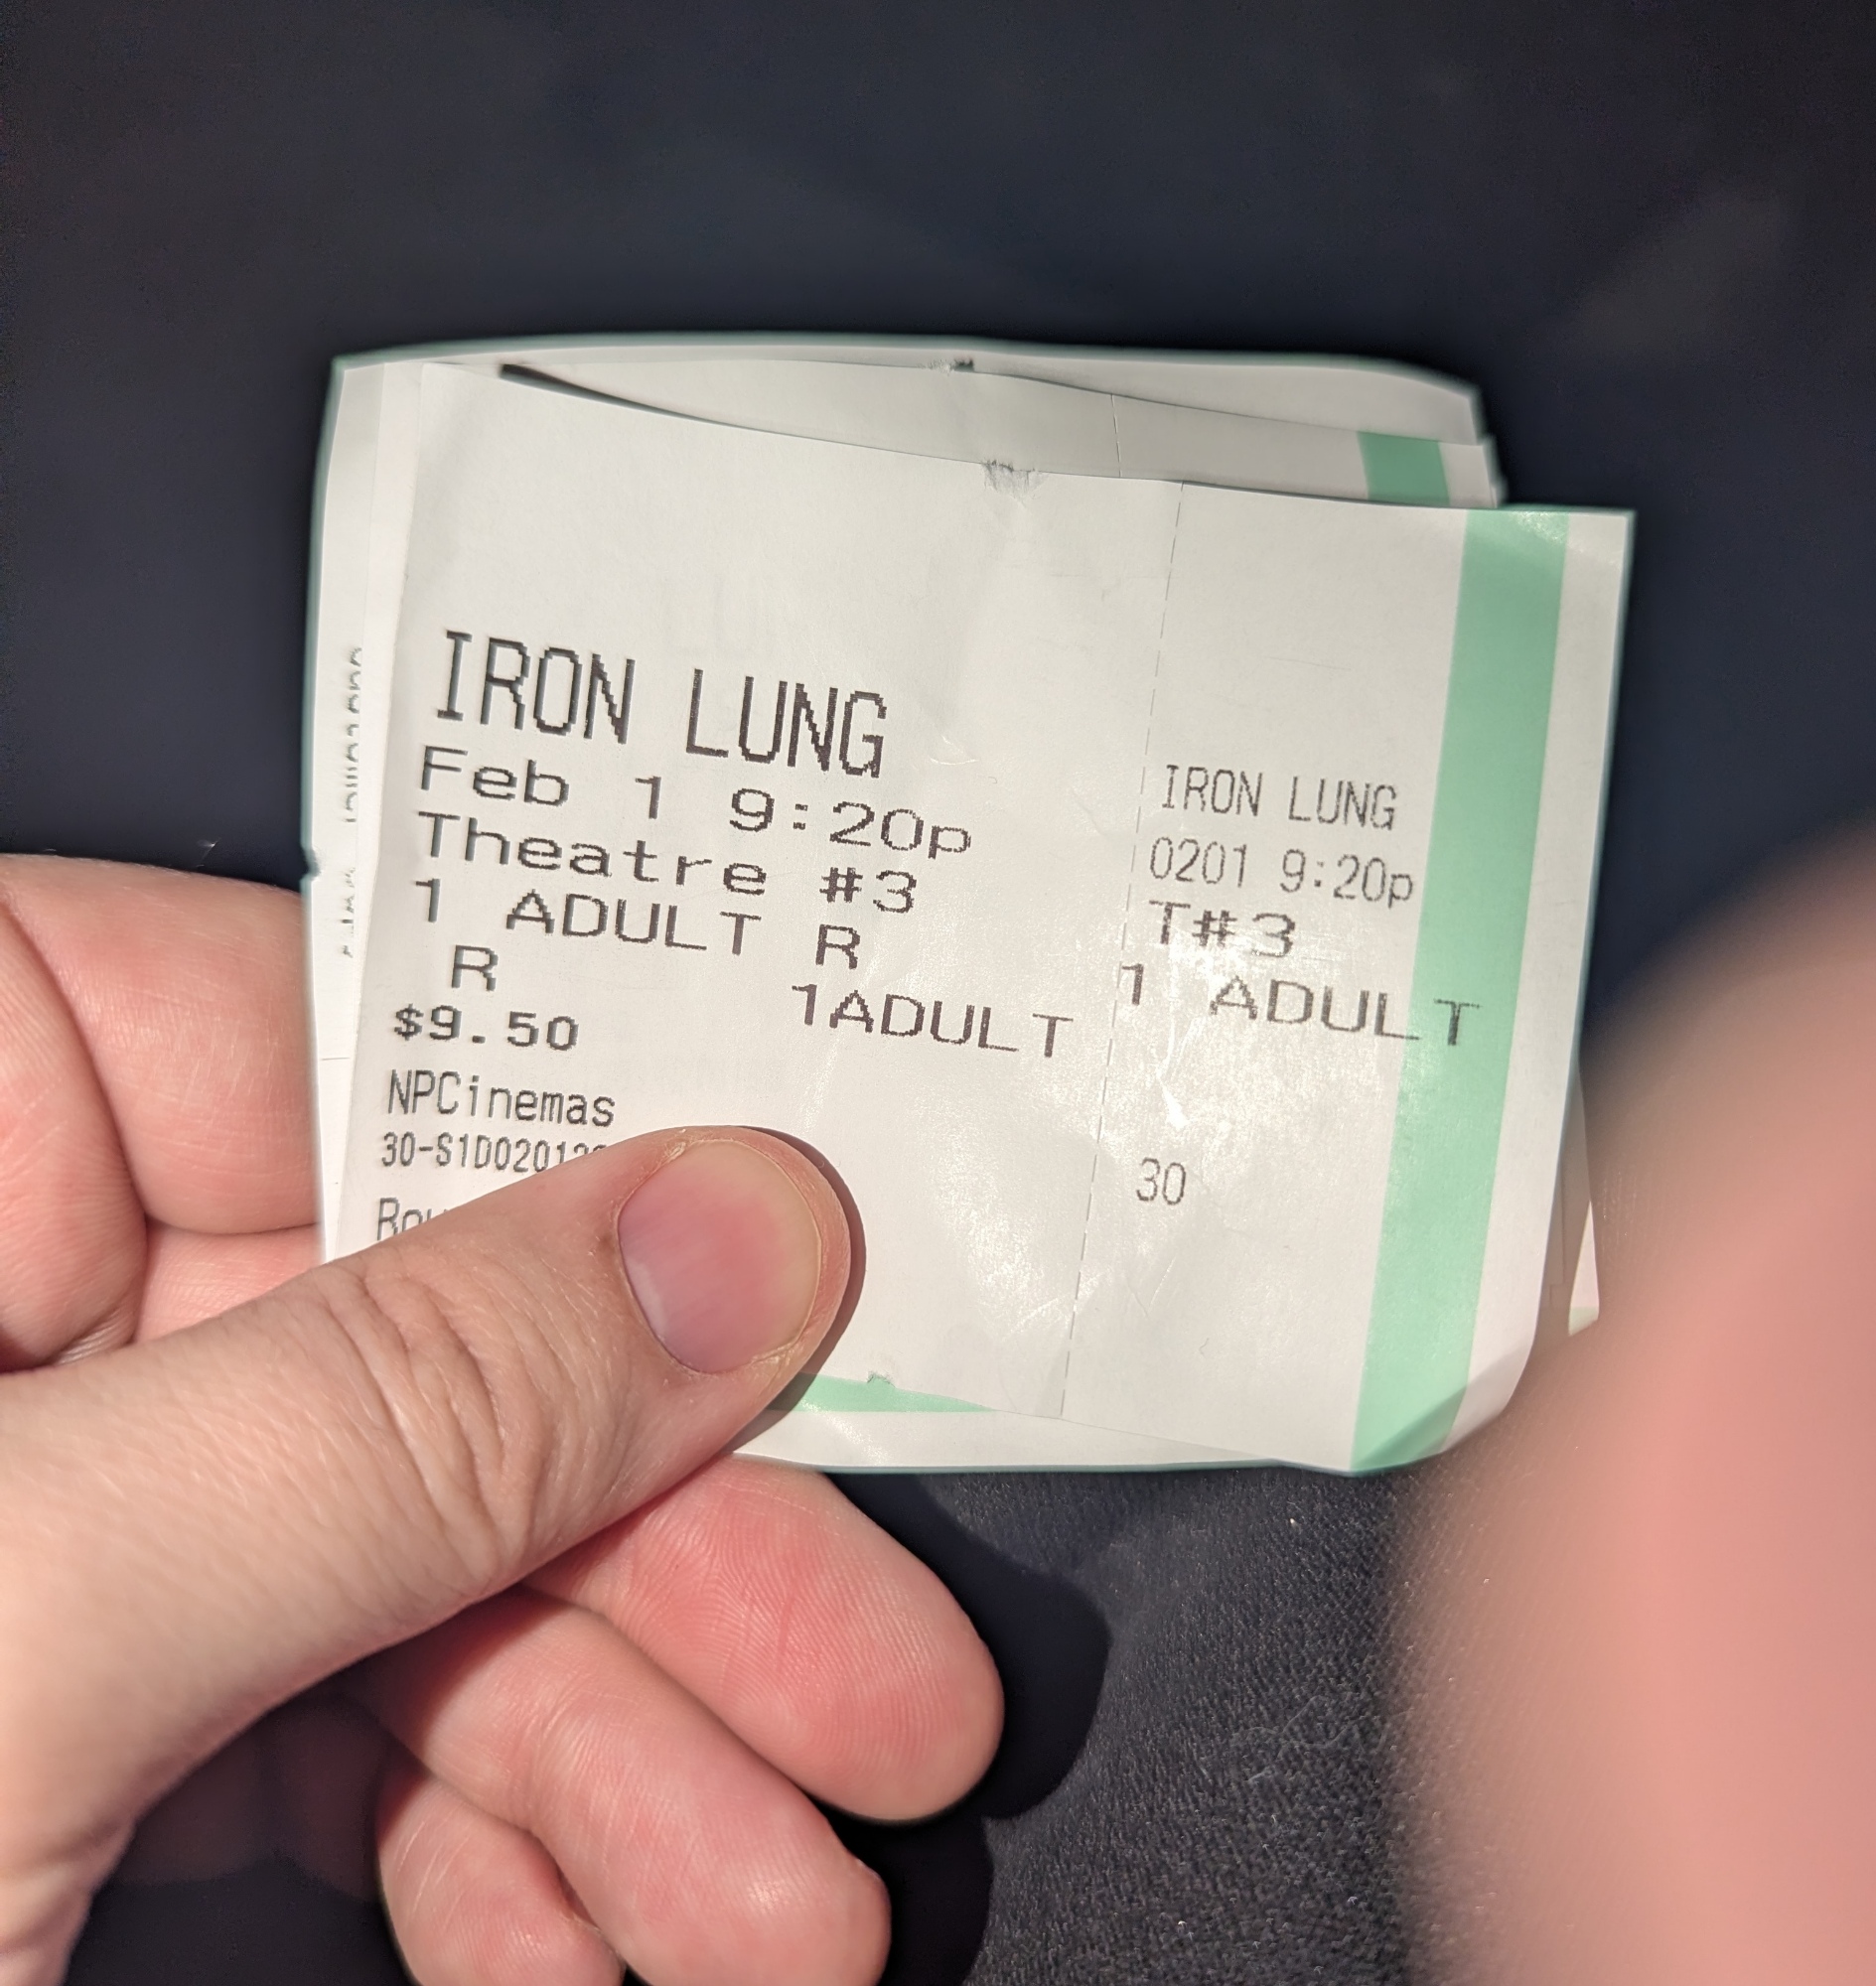 IRON LUNG
Feb 1 9:20p
Theatre #3
1 ADULT R
R 1ADULT
$9.50
NPCinemas
IRON LUNG
0201 9:20p
T#3
1 ADULT
30